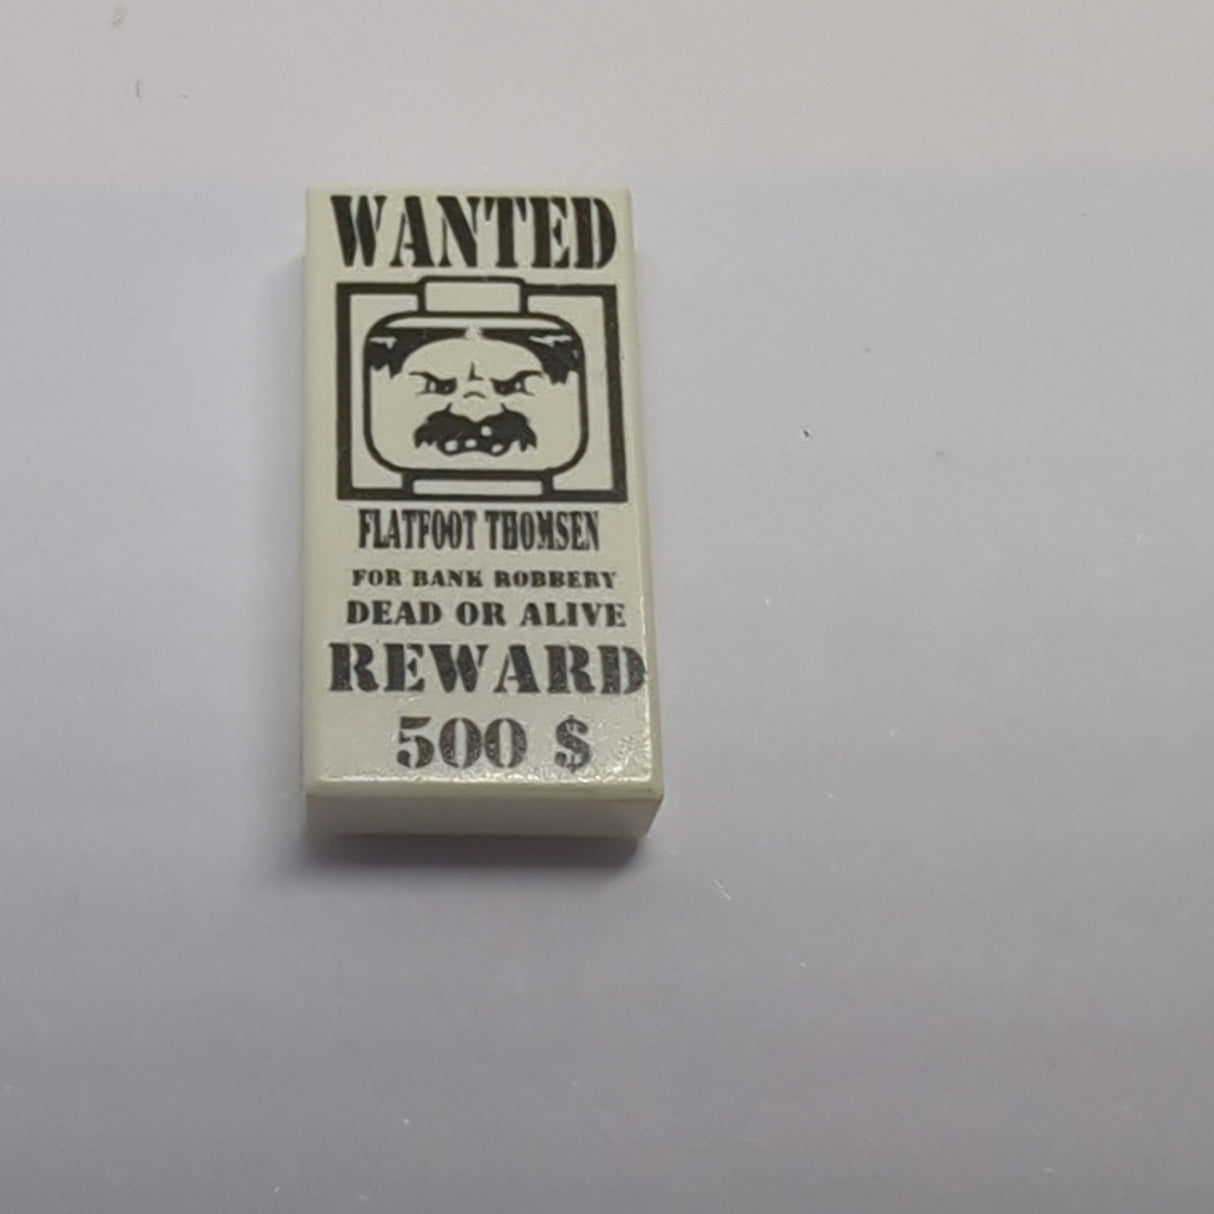 WANTED
FLATFOOT THOMSEN
FOR BANK ROBBERY
DEAD OR ALIVE
REWARD
500 $